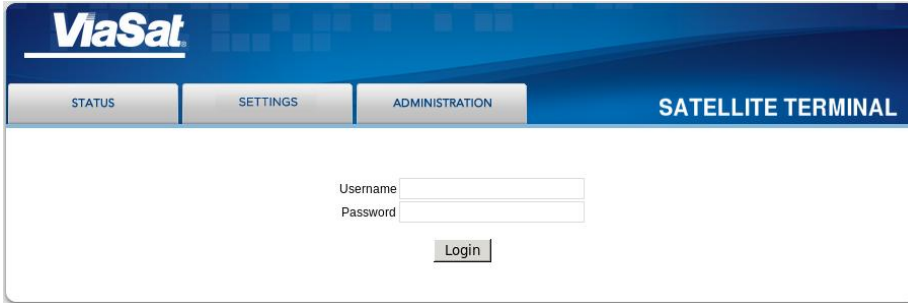 ViaSat
STATUS SETTINGS ADMINISTRATION SATELLITE TERMINAL
Username
Password
Login